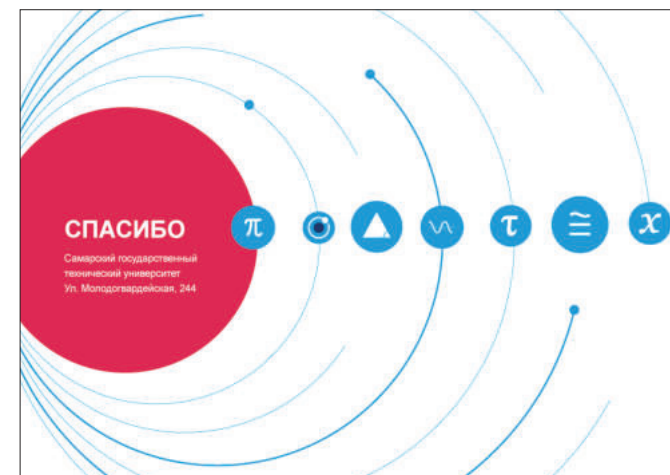 СПАСИБО
Самарский государственный
технический университет
Ул. Молодогвардейская, 244
π τ ≅ x